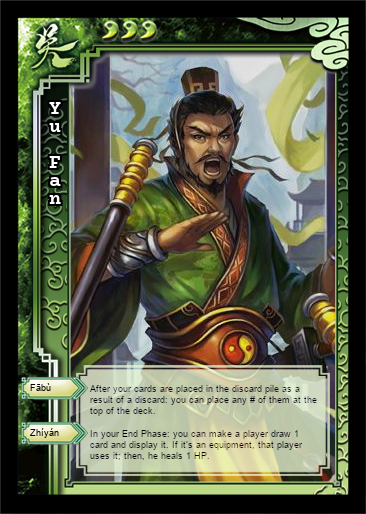 吴
Yu Fan
Fābù
After your cards are placed in the discard pile as a
result of a discard: you can place any # of them at the
top of the deck.
Zhíyán
In your End Phase: you can make a player draw 1
card and display it. If it's an equipment, that player
uses it; then, he heals 1 HP.